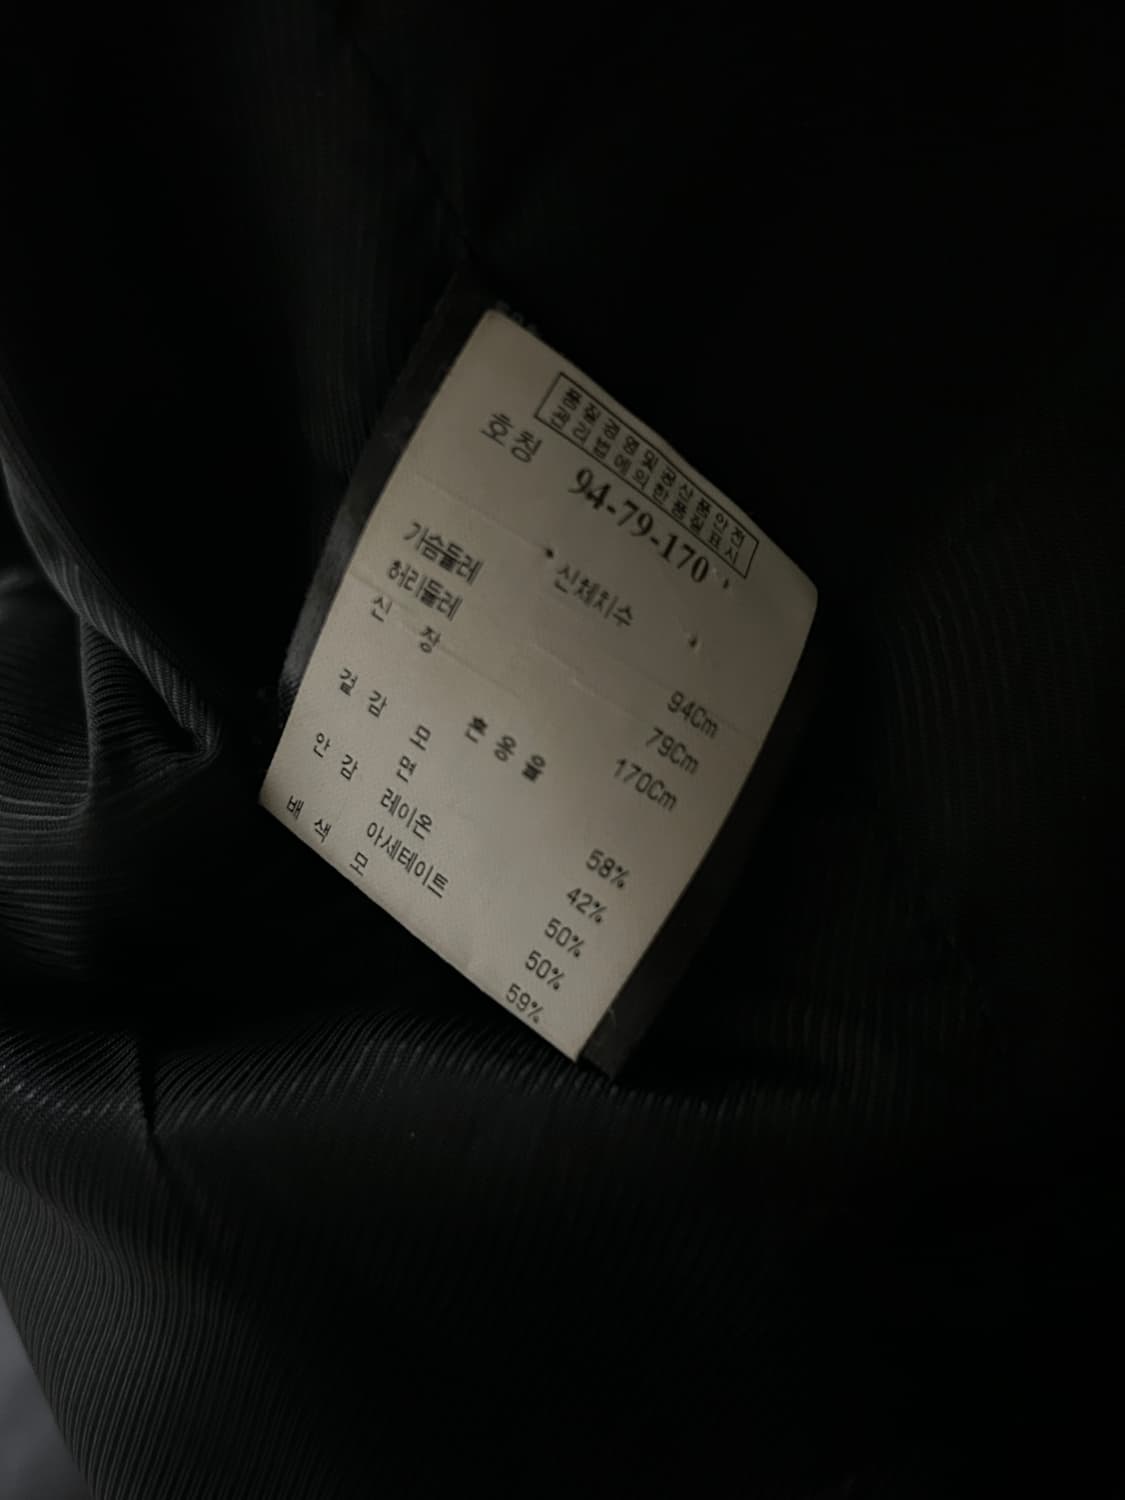 품질경영및공산품안전
관리법에의한품질표시
호칭 94-79-170
신체치수
가슴둘레 94Cm
허리둘레 79Cm
신 장 170Cm
혼 용 율
겉 감 모 58%
면 42%
안 감 레이온 50%
아세테이트 50%
배 색 모 59%